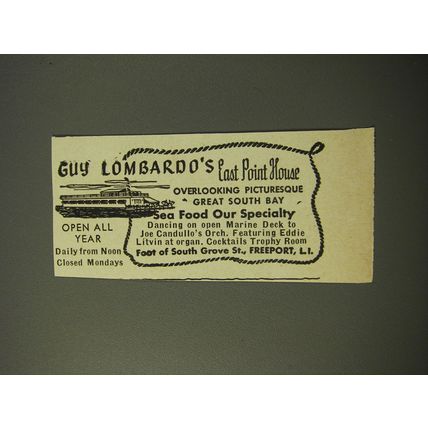 GUY LOMBARDO'S East Point House
OVERLOOKING PICTURESQUE
GREAT SOUTH BAY
Sea Food Our Specialty
Dancing on open Marine Deck to
Joe Candullo's Orch. Featuring Eddie
Litvin at organ. Cocktails Trophy Room
Foot of South Grove St., FREEPORT, L.I.
OPEN ALL
YEAR
Daily from Noon
Closed Mondays